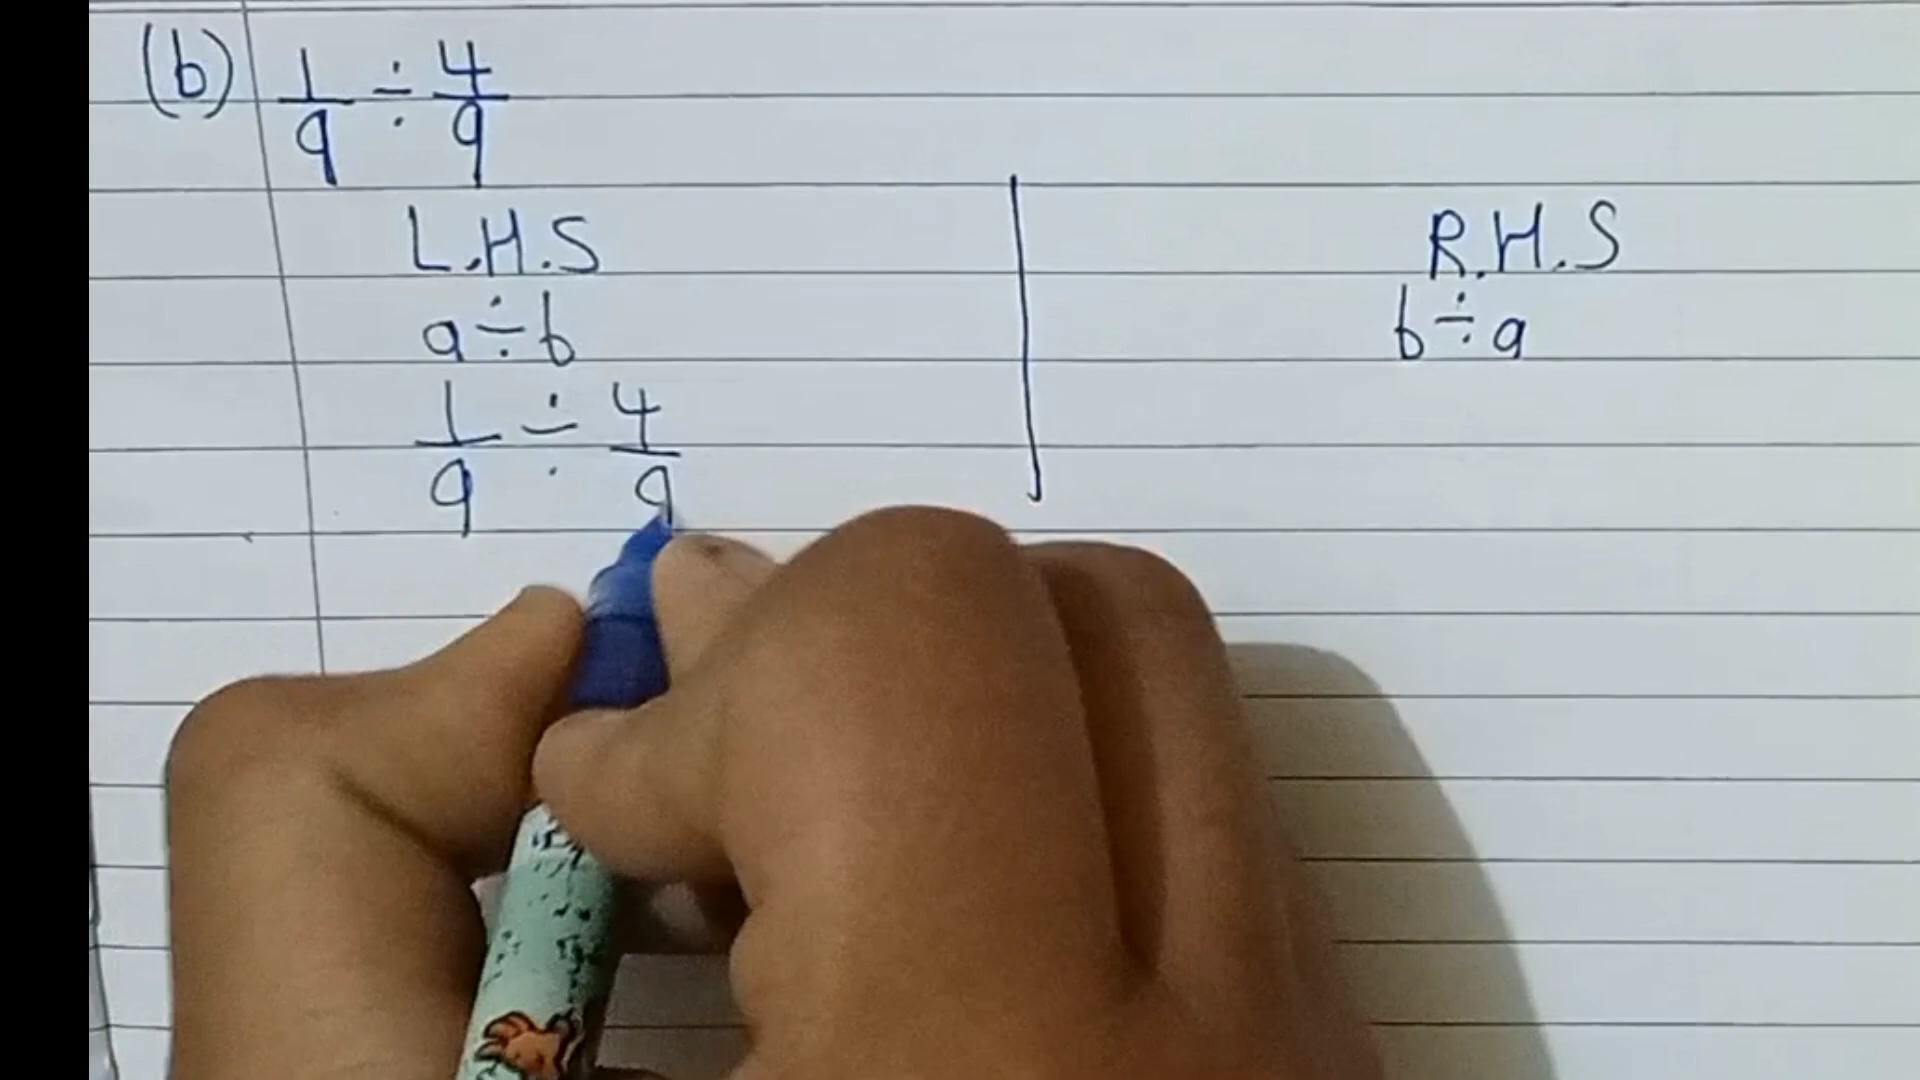 (b) 1/9 ÷ 4/9
L.H.S
R.H.S
a ÷ b
b ÷ a
1/9 ÷ 4/9